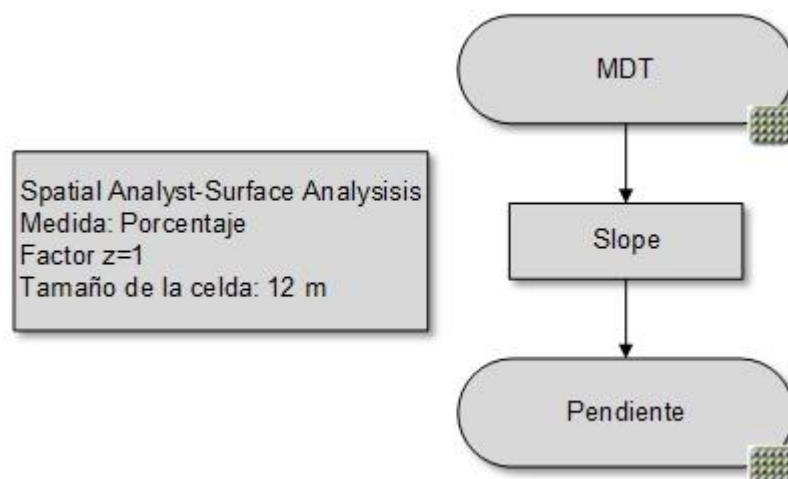 MDT
Spatial Analyst-Surface Analysisis
Medida: Porcentaje
Factor z=1
Tamaño de la celda: 12 m
Slope
Pendiente